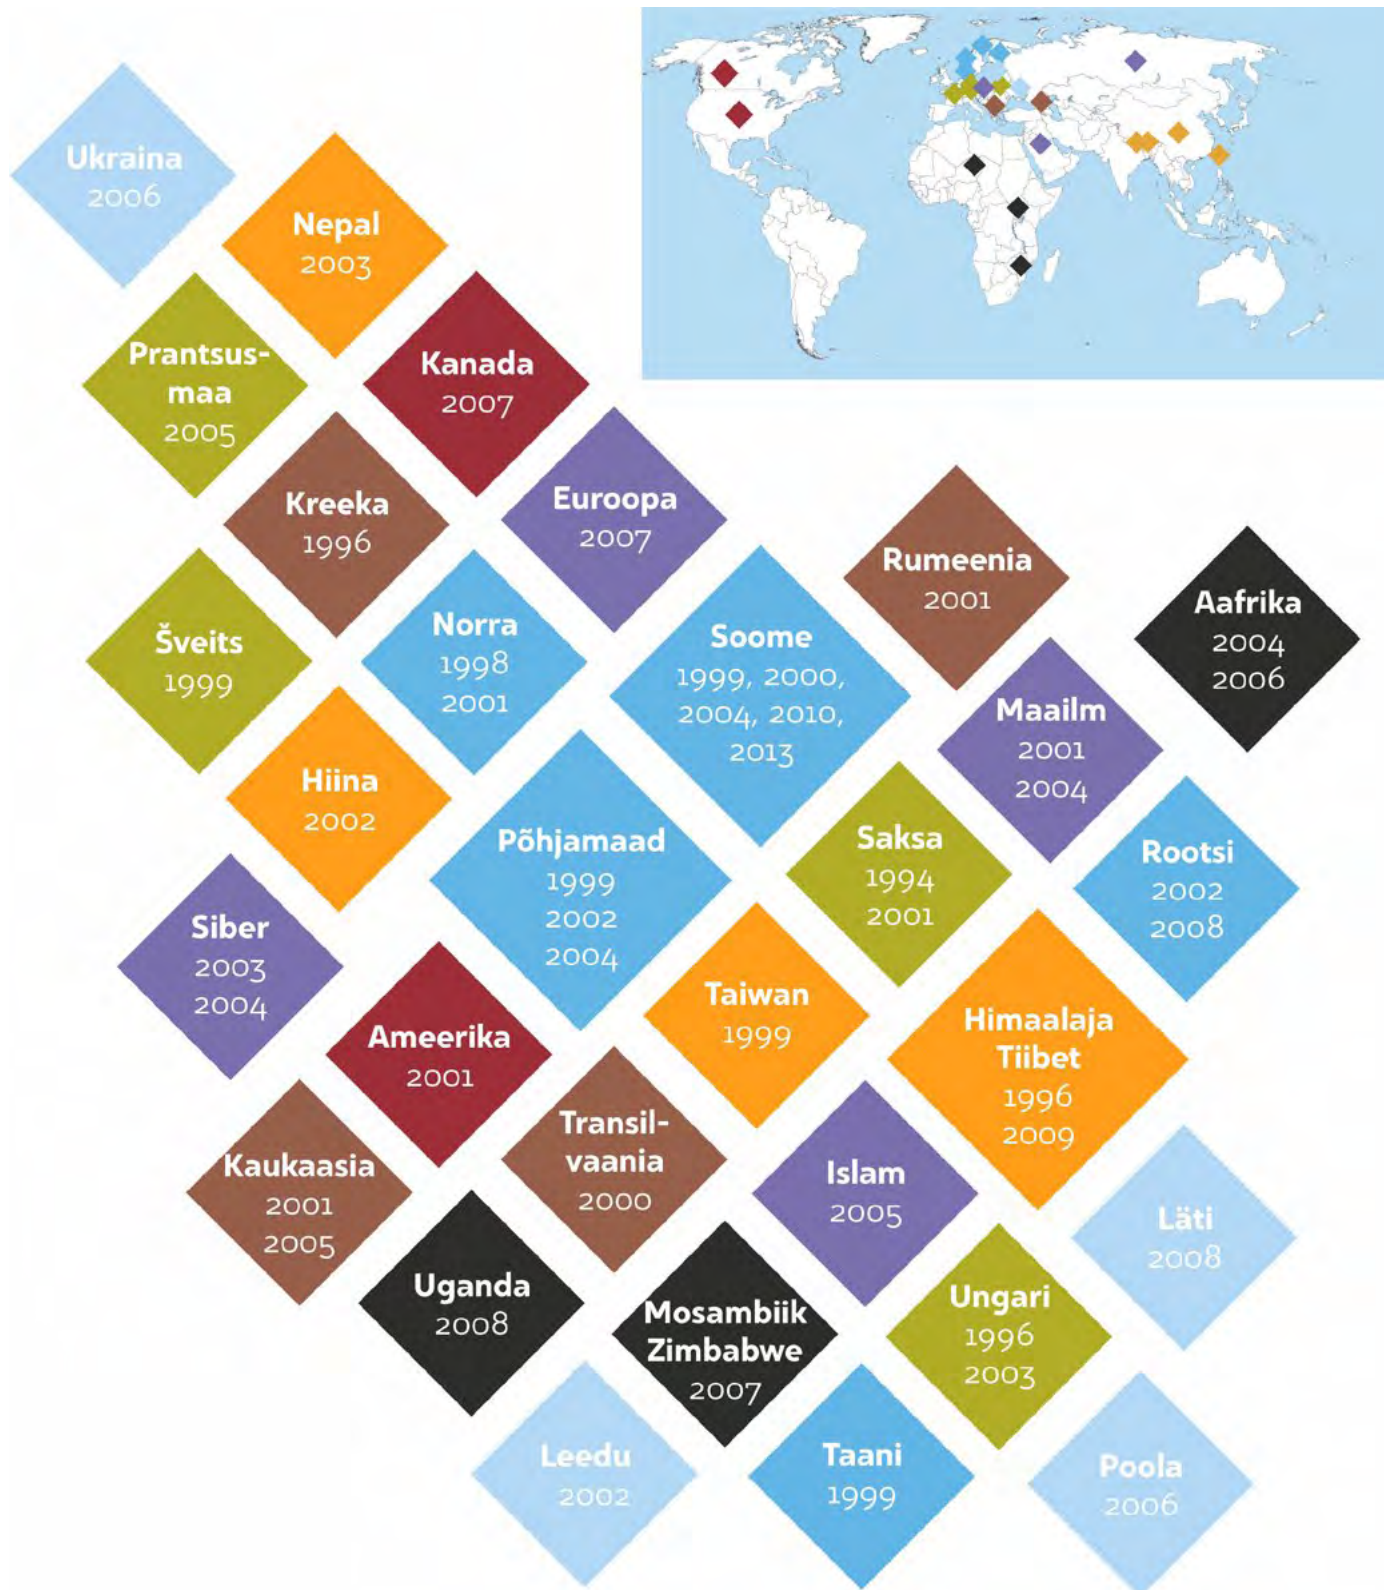 Ukraina
2006
Nepal
2003
Prantsus-
maa
2005
Kanada
2007
Kreeka
1996
Euroopa
2007
Rumeenia
2001
Aafrika
2004
2006
Šveits
1999
Norra
1998
2001
Soome
1999, 2000,
2004, 2010,
2013
Maailm
2001
2004
Hiina
2002
Põhjamaad
1999
2002
2004
Saksa
1994
2001
Rootsi
2002
2008
Siber
2003
2004
Ameerika
2001
Taiwan
1999
Himaalaja
Tiibet
1996
2009
Kaukaasia
2001
2005
Transil-
vaania
2000
Islam
2005
Läti
2008
Uganda
2008
Mosambiik
Zimbabwe
2007
Ungari
1996
2003
Leedu
2002
Taani
1999
Poola
2006